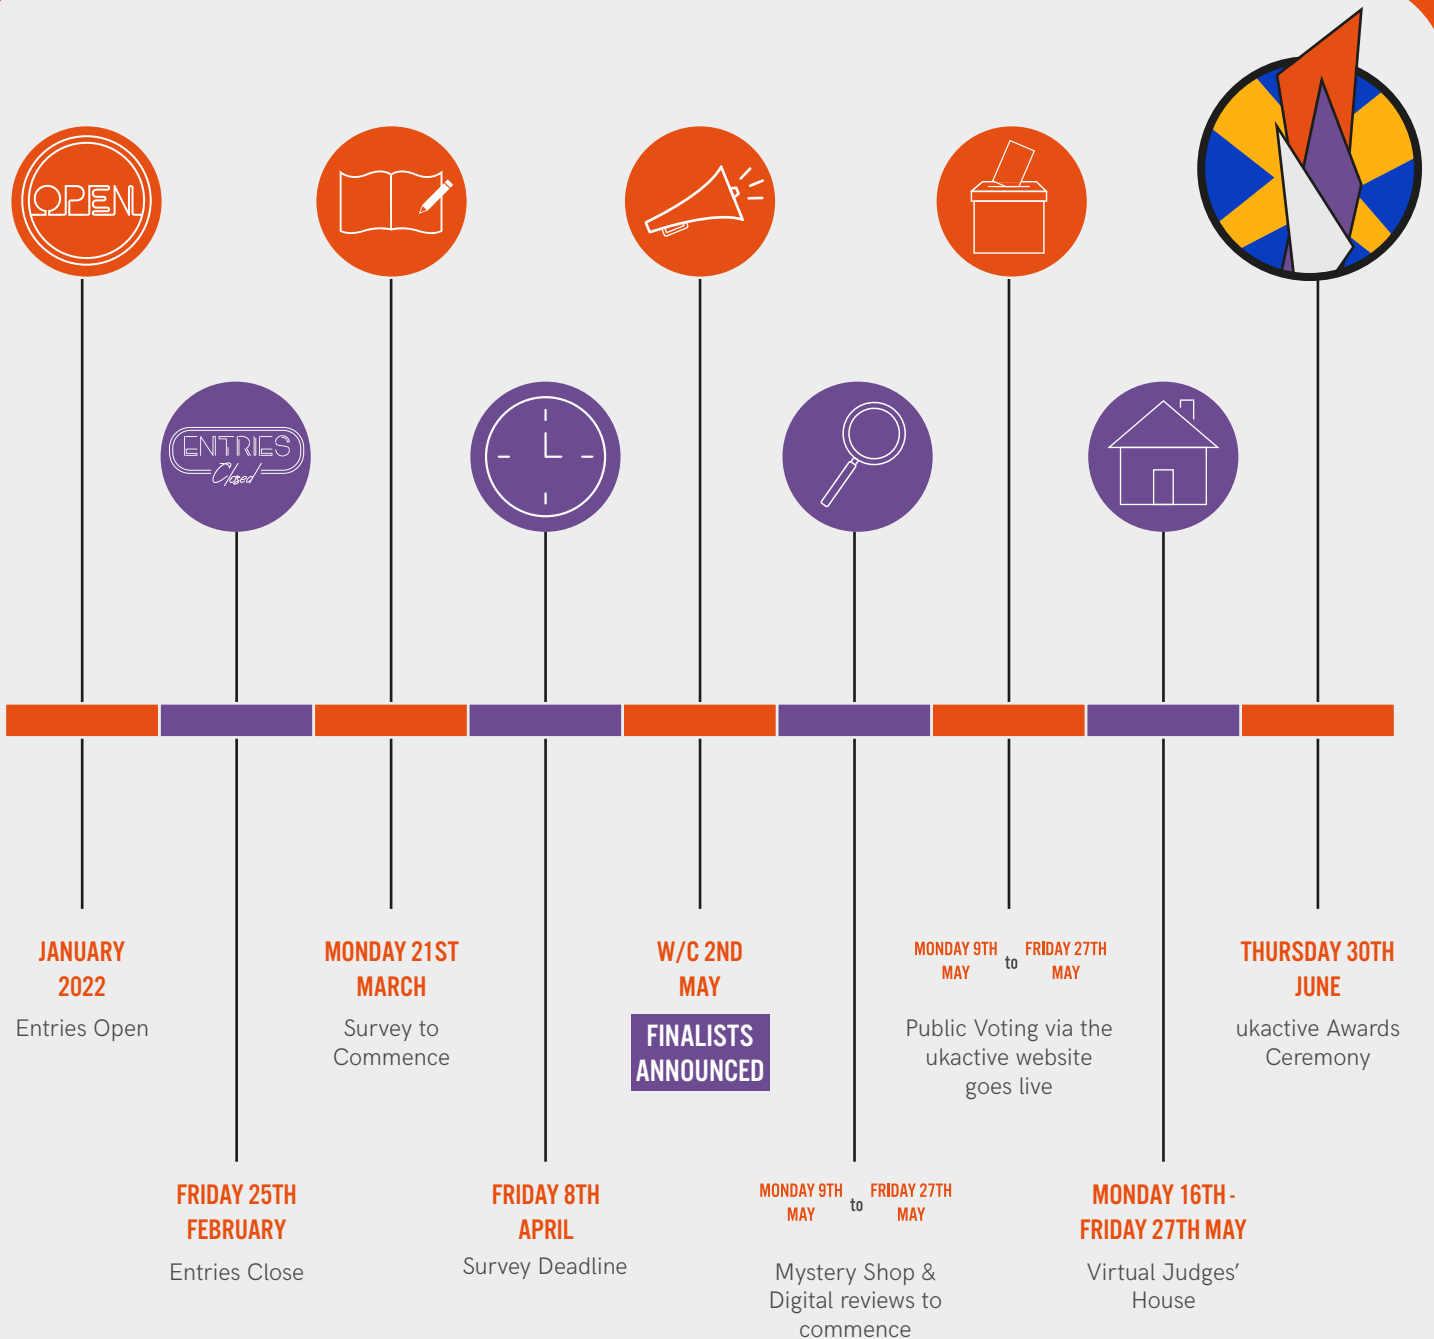 OPEN
ENTRIES
Closed
JANUARY
2022
Entries Open
MONDAY 21ST
MARCH
Survey to
Commence
W/C 2ND
MAY
FINALISTS
ANNOUNCED
MONDAY 9TH
MAY
to
FRIDAY 27TH
MAY
Public Voting via the
ukactive website
goes live
THURSDAY 30TH
JUNE
ukactive Awards
Ceremony
FRIDAY 25TH
FEBRUARY
Entries Close
FRIDAY 8TH
APRIL
Survey Deadline
MONDAY 9TH
MAY
to
FRIDAY 27TH
MAY
Mystery Shop &
Digital reviews to
commence
MONDAY 16TH -
FRIDAY 27TH MAY
Virtual Judges’
House